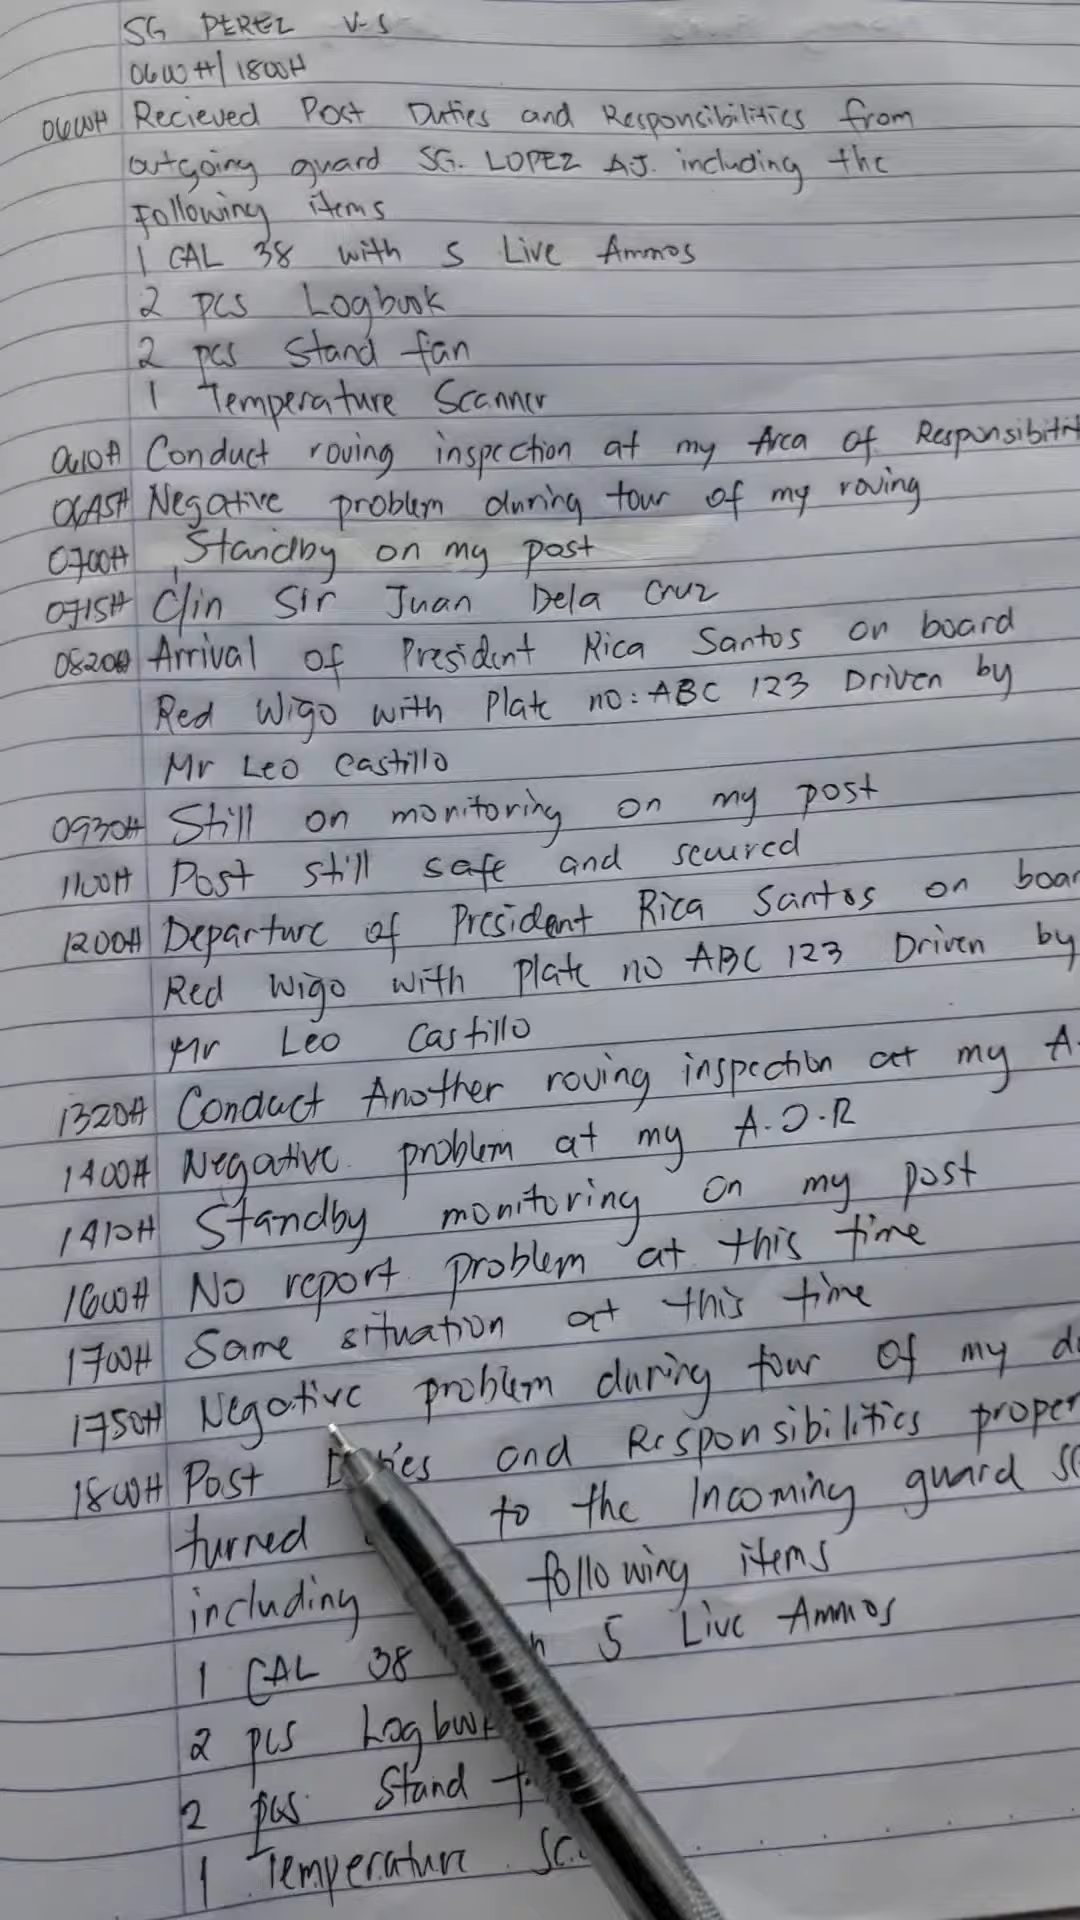 SG PEREZ V-S
0600H/1800H
0600H Recieved Post Duties and Responsibilities from
outgoing guard SG. LOPEZ A.J. including the
Following items
1 CAL 38 with 5 Live Ammos
2 pcs Logbook
2 pcs Stand fan
1 Temperature Scanner
0610H Conduct roving inspection at my Area of Responsibilit
0645H Negative problem during tour of my roving
0700H Standby on my post
0715H C/in Sir Juan Dela Cruz
0820H Arrival of President Rica Santos on board
Red Wigo with Plate no: ABC 123 Driven by
Mr Leo Castillo
0930H Still on monitoring on my post
1100H Post still safe and secured
1200H Departure of President Rica Santos on boar
Red Wigo with Plate no ABC 123 Driven by
Mr Leo Castillo
1320H Conduct Another roving inspection at my A.
1400H Negative problem at my A.O.R
1410H Standby monitoring on my post
1600H No report problem at this time
1700H Same situation at this time
1750H Negative problem during tour of my d
1800H Post Duties and Responsibilities proper
turned to the Incoming guard SG
including following items
1 CAL 38 5 Live Ammos
2 pcs Logbook
2 pcs Stand f
1 Temperature Sc